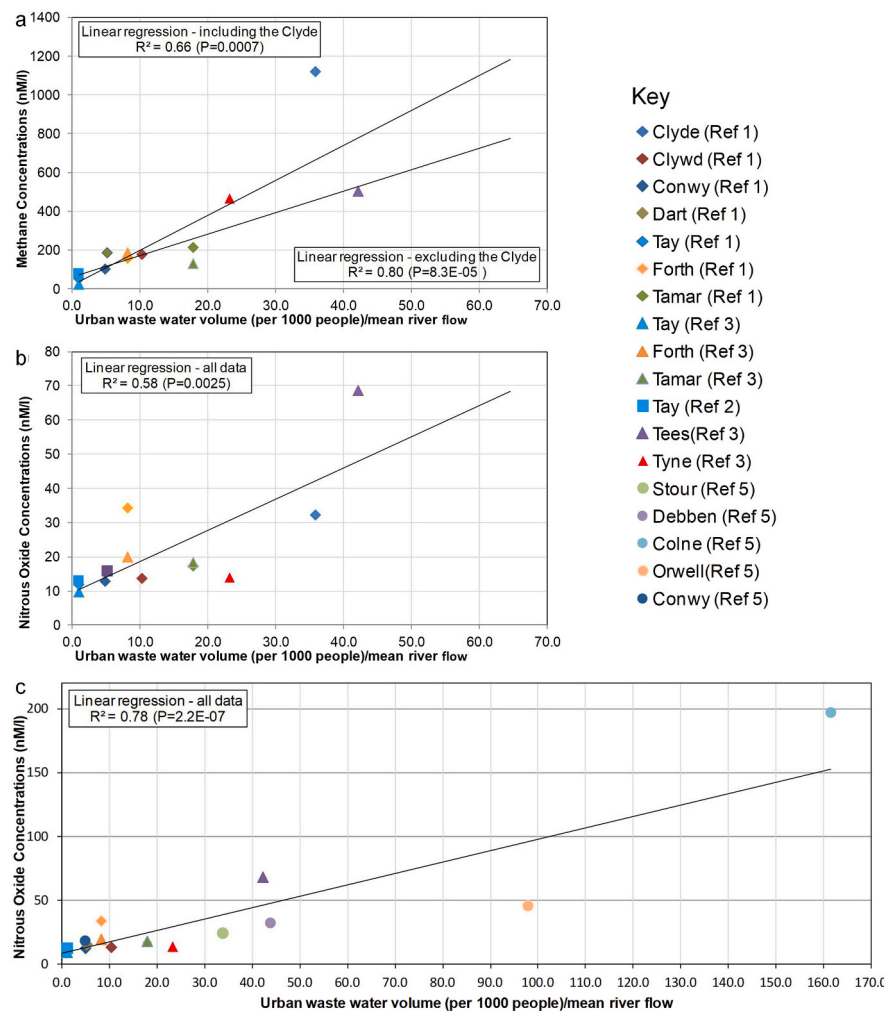 a
1400
1200
1000
800
600
400
200
0
Methane Concentrations (nM/l)
Linear regression - including the Clyde
R² = 0.66 (P=0.0007)
Linear regression - excluding the Clyde
R² = 0.80 (P=8.3E-05 )
0.0 10.0 20.0 30.0 40.0 50.0 60.0 70.0
Urban waste water volume (per 1000 people)/mean river flow
b
80
70
60
50
40
30
20
10
0
Nitrous Oxide Concentrations (nM/l)
Linear regression - all data
R² = 0.58 (P=0.0025)
0.0 10.0 20.0 30.0 40.0 50.0 60.0 70.0
Urban waste water volume (per 1000 people)/mean river flow
Key
Clyde (Ref 1)
Clywd (Ref 1)
Conwy (Ref 1)
Dart (Ref 1)
Tay (Ref 1)
Forth (Ref 1)
Tamar (Ref 1)
Tay (Ref 3)
Forth (Ref 3)
Tamar (Ref 3)
Tay (Ref 2)
Tees(Ref 3)
Tyne (Ref 3)
Stour (Ref 5)
Debben (Ref 5)
Colne (Ref 5)
Orwell(Ref 5)
Conwy (Ref 5)
c
200
150
100
50
0
Nitrous Oxide Concentrations (nM/l)
Linear regression - all data
R² = 0.78 (P=2.2E-07
0.0 10.0 20.0 30.0 40.0 50.0 60.0 70.0 80.0 90.0 100.0 110.0 120.0 130.0 140.0 150.0 160.0 170.0
Urban waste water volume (per 1000 people)/mean river flow